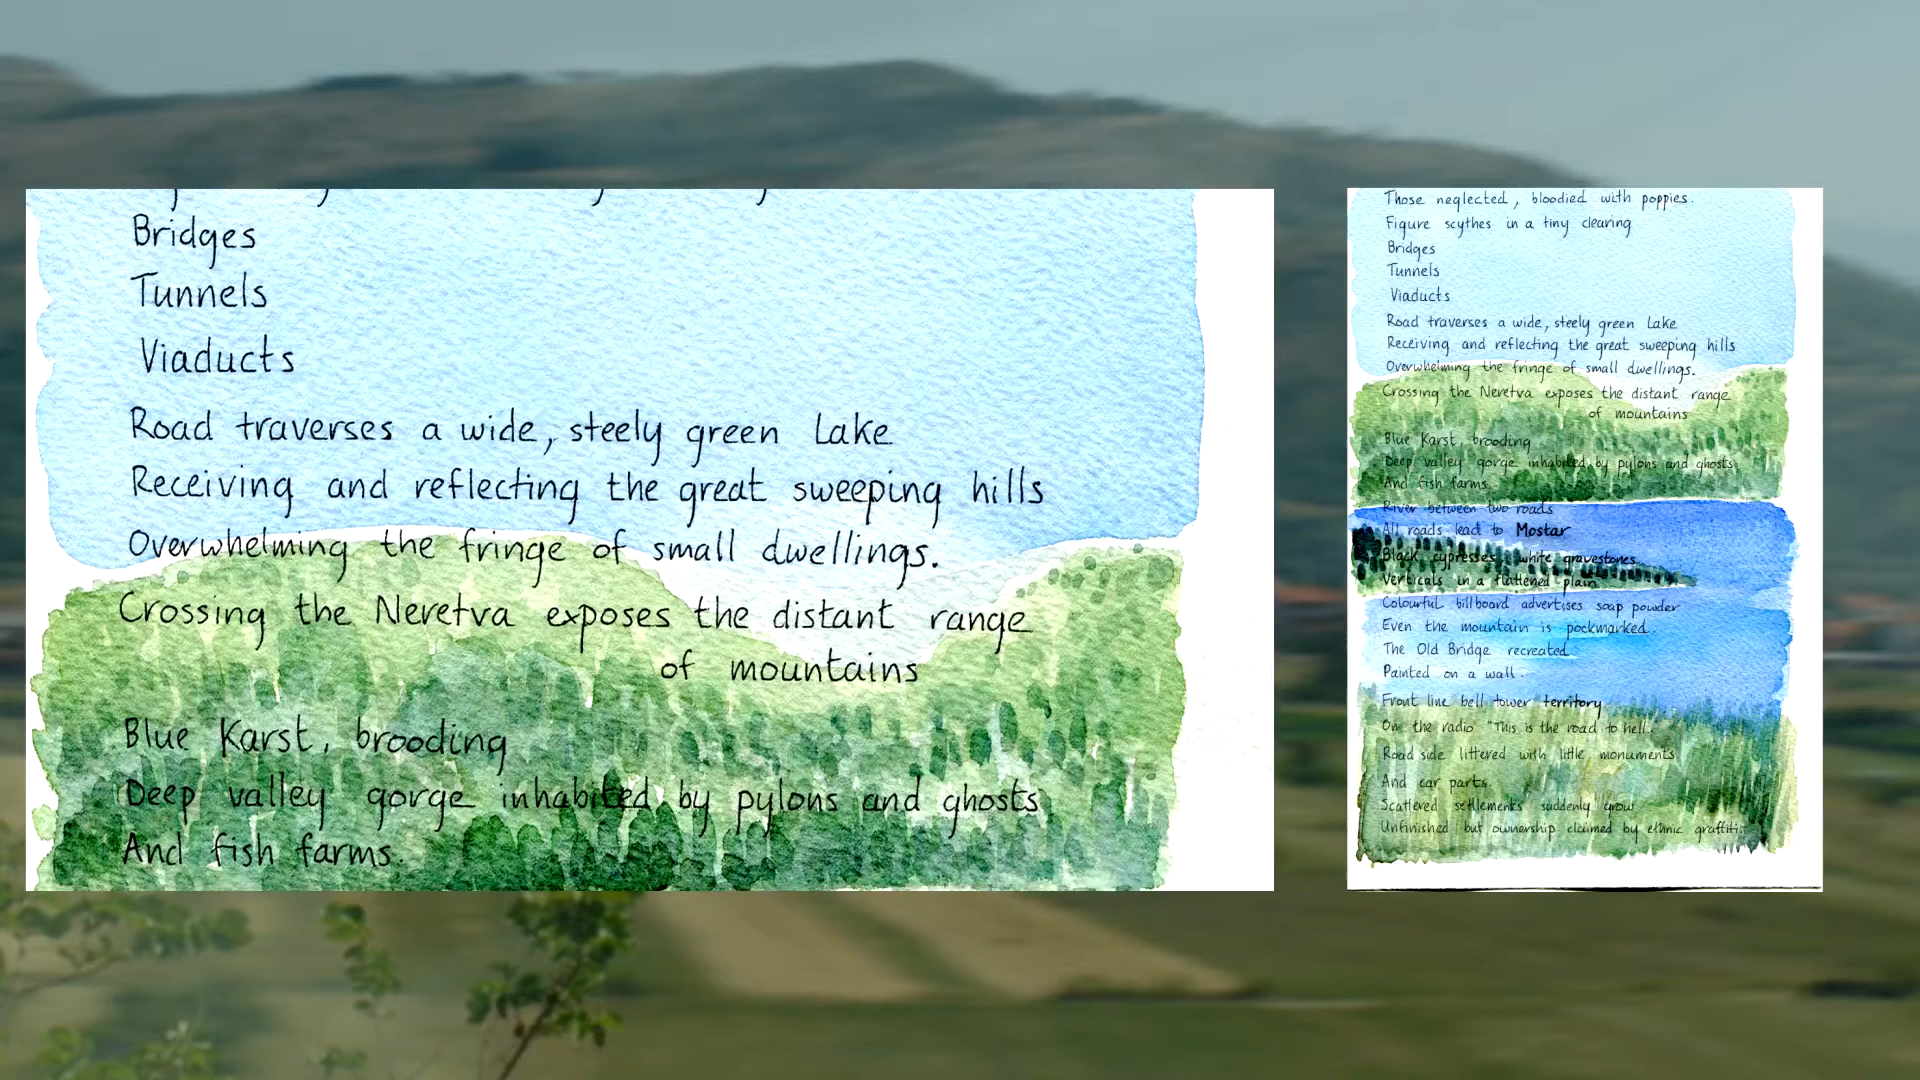 Bridges
Tunnels
Viaducts
Road traverses a wide, steely green Lake
Receiving and reflecting the great sweeping hills
Overwhelming the fringe of small dwellings.
Crossing the Neretva exposes the distant range
of mountains
Blue Karst, brooding
Deep valley gorge inhabited by pylons and ghosts
And fish farms.
Those neglected, bloodied with poppies.
Figure scythes in a tiny clearing
Bridges
Tunnels
Viaducts
Road traverses a wide, steely green Lake
Receiving and reflecting the great sweeping hills
Overwhelming the fringe of small dwellings.
Crossing the Neretva exposes the distant range
of mountains
Blue Karst, brooding
Deep valley gorge inhabited by pylons and ghosts
And fish farms.
River between two roads
All roads lead to Mostar
Black cypresses, white gravestones
Verticals in a flattened plain
Colourful billboard advertises soap powder
Even the mountain is pockmarked.
The Old Bridge recreated
Painted on a wall.
Front line bell tower territory
On the radio "This is the road to hell."
Road side littered with little monuments
And car parts.
Scattered settlements suddenly grow
Unfinished but ownership claimed by ethnic graffiti